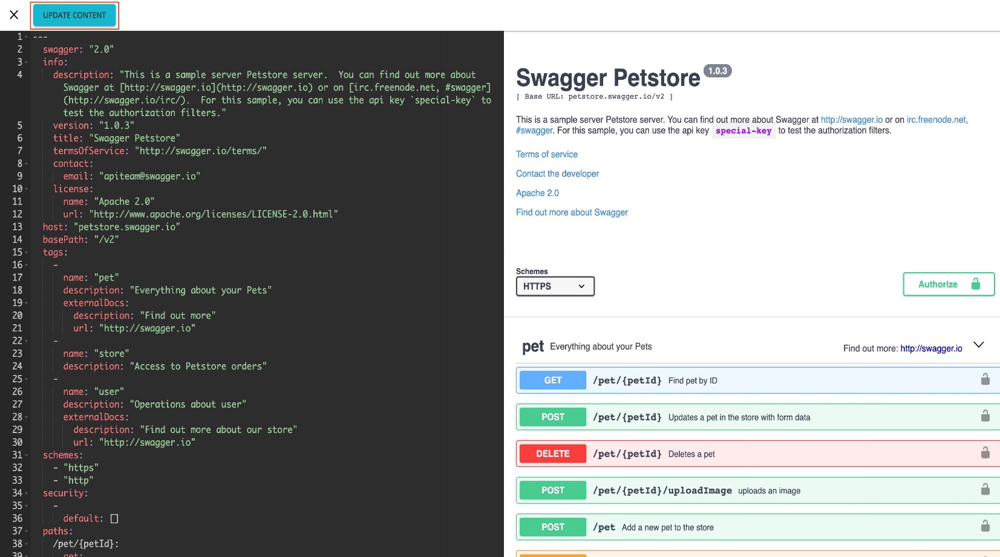 UPDATE CONTENT
1 ---
2 swagger: "2.0"
3 info:
4 description: "This is a sample server Petstore server.  You can find out more about
Swagger at [http://swagger.io](http://swagger.io) or on [irc.freenode.net, #swagger]
(http://swagger.io/irc/).  For this sample, you can use the api key `special-key` to
test the authorization filters."
5 version: "1.0.3"
6 title: "Swagger Petstore"
7 termsOfService: "http://swagger.io/terms/"
8 contact:
9 email: "apiteam@swagger.io"
10 license:
11 name: "Apache 2.0"
12 url: "http://www.apache.org/licenses/LICENSE-2.0.html"
13 host: "petstore.swagger.io"
14 basePath: "/v2"
15 tags:
16 -
17 name: "pet"
18 description: "Everything about your Pets"
19 externalDocs:
20 description: "Find out more"
21 url: "http://swagger.io"
22 -
23 name: "store"
24 description: "Access to Petstore orders"
25 -
26 name: "user"
27 description: "Operations about user"
28 externalDocs:
29 description: "Find out more about our store"
30 url: "http://swagger.io"
31 schemes:
32 - "https"
33 - "http"
34 security:
35 -
36 default: []
37 paths:
38 /pet/{petId}:
39 get:
Swagger Petstore 1.0.3
[ Base URL: petstore.swagger.io/v2 ]
This is a sample server Petstore server. You can find out more about Swagger at http://swagger.io or on irc.freenode.net,
#swagger. For this sample, you can use the api key special-key to test the authorization filters.
Terms of service
Contact the developer
Apache 2.0
Find out more about Swagger
Schemes
HTTPS
Authorize
pet Everything about your Pets Find out more: http://swagger.io
GET /pet/{petId} Find pet by ID
POST /pet/{petId} Updates a pet in the store with form data
DELETE /pet/{petId} Deletes a pet
POST /pet/{petId}/uploadImage uploads an image
POST /pet Add a new pet to the store